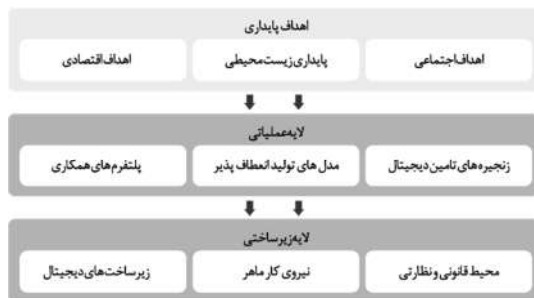 اهداف پایداری
اهداف اجتماعی
پایداری زیست محیطی
اهداف اقتصادی
لایه عملیاتی
زنجیره‌های تامین دیجیتال
مدل های تولید انعطاف پذیر
پلتفرم‌های همکاری
لایه زیرساختی
محیط قانونی و نظارتی
نیروی کار ماهر
زیرساخت‌های دیجیتال